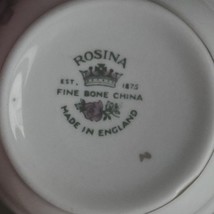 ROSINA
EST. 1875
FINE BONE CHINA
MADE IN ENGLAND